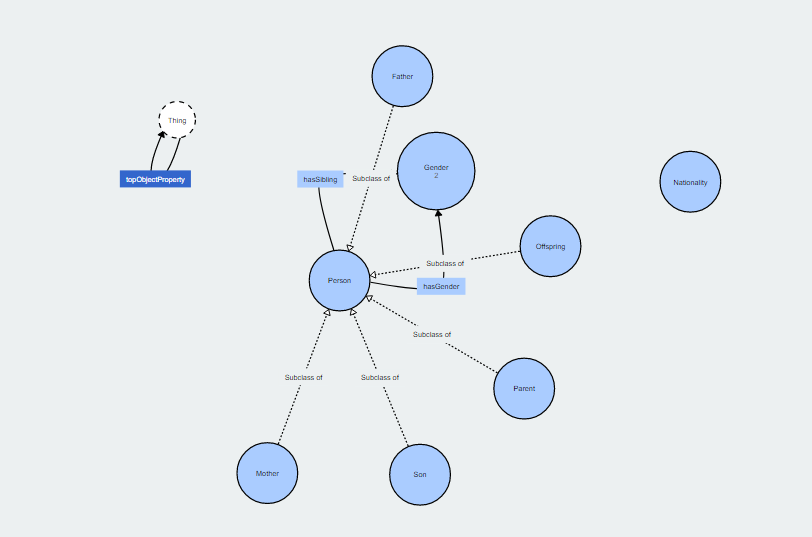 Father
Thing
Gender
2
topObjectProperty
hasSibling
Subclass of
Nationality
Offspring
Subclass of
Person
hasGender
Subclass of
Subclass of
Subclass of
Parent
Mother
Son